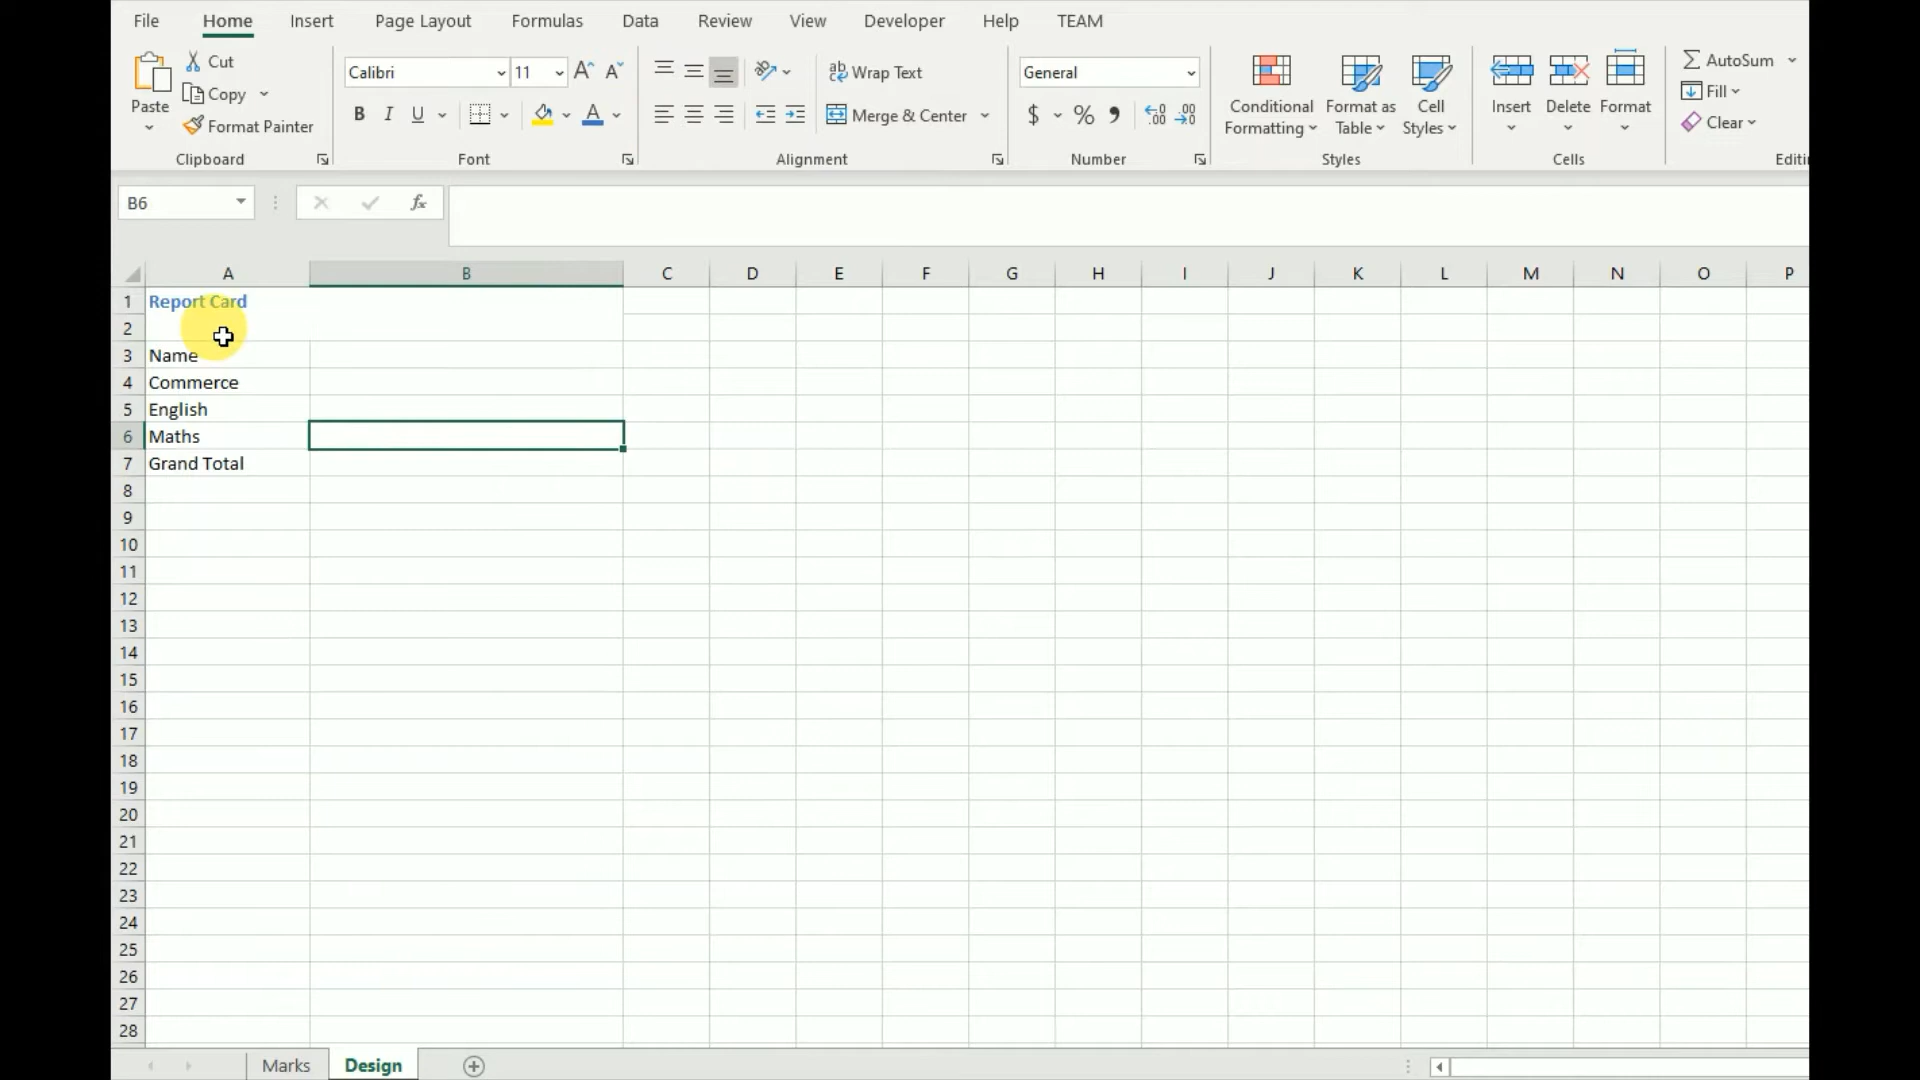 File Home Insert Page Layout Formulas Data Review View Developer Help TEAM
Paste
Cut
Copy
Format Painter
Clipboard
Calibri 11 A A
B I U A
Font
ab Wrap Text
Merge & Center
Alignment
General
$ % , .00 .00
Number
Conditional Formatting
Format as Table
Cell Styles
Styles
Insert Delete Format
Cells
AutoSum
Fill
Clear
Editi
B6 fx
A B C D E F G H I J K L M N O P
1 Report Card
2
3 Name
4 Commerce
5 English
6 Maths
7 Grand Total
8
9
10
11
12
13
14
15
16
17
18
19
20
21
22
23
24
25
26
27
28
Marks Design